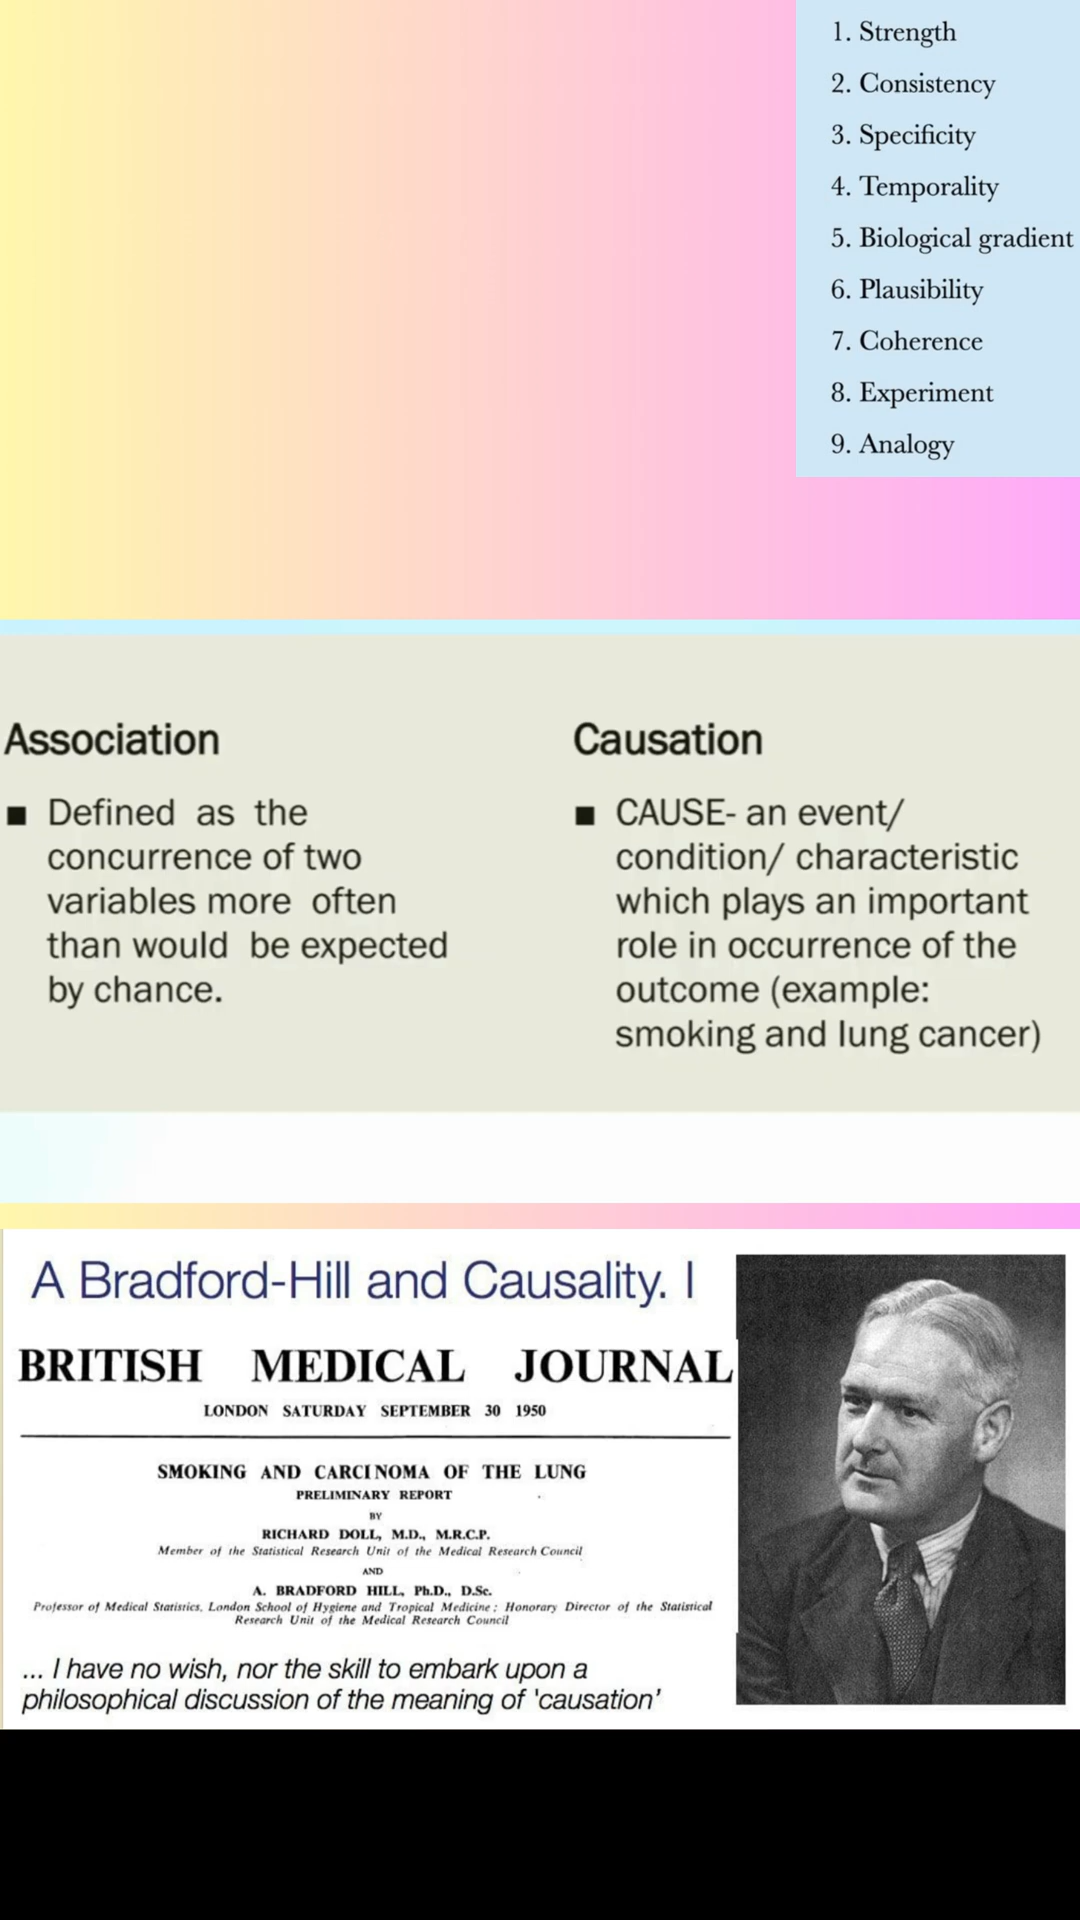 1. Strength
2. Consistency
3. Specificity
4. Temporality
5. Biological gradient
6. Plausibility
7. Coherence
8. Experiment
9. Analogy
Association
■ Defined as the
concurrence of two
variables more often
than would be expected
by chance.
Causation
■ CAUSE- an event/
condition/ characteristic
which plays an important
role in occurrence of the
outcome (example:
smoking and lung cancer)
A Bradford-Hill and Causality. I
BRITISH MEDICAL JOURNAL
LONDON SATURDAY SEPTEMBER 30 1950
SMOKING AND CARCINOMA OF THE LUNG
PRELIMINARY REPORT
BY
RICHARD DOLL, M.D., M.R.C.P.
Member of the Statistical Research Unit of the Medical Research Council
AND
A. BRADFORD HILL, Ph.D., D.Sc.
Professor of Medical Statistics, London School of Hygiene and Tropical Medicine; Honorary Director of the Statistical
Research Unit of the Medical Research Council
... I have no wish, nor the skill to embark upon a
philosophical discussion of the meaning of 'causation'